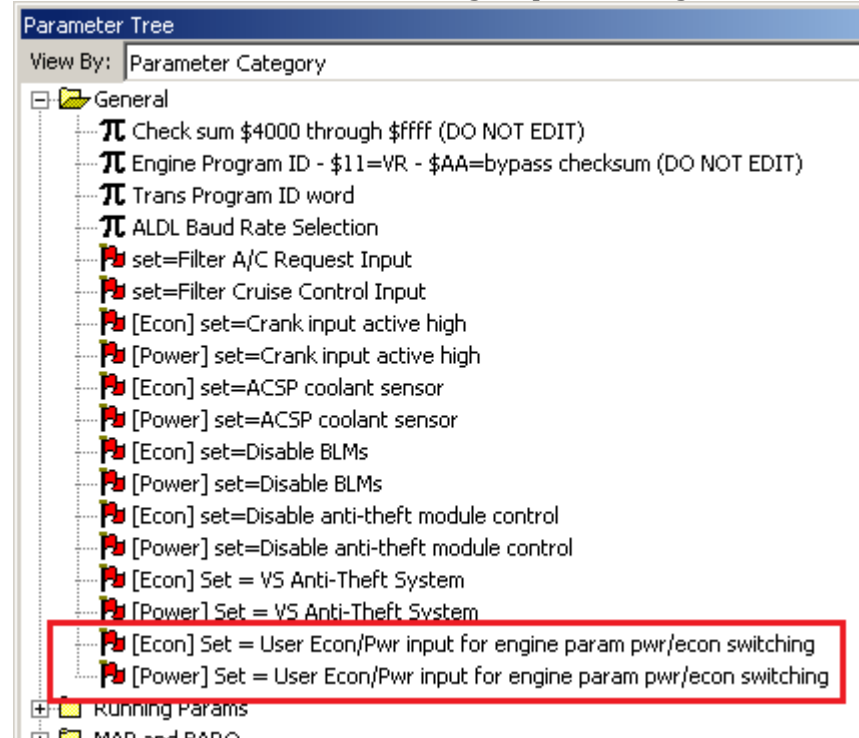 Parameter Tree
View By: Parameter Category
General
Check sum $4000 through $ffff (DO NOT EDIT)
Engine Program ID - $11=VR - $AA=bypass checksum (DO NOT EDIT)
Trans Program ID word
ALDL Baud Rate Selection
set=Filter A/C Request Input
set=Filter Cruise Control Input
[Econ] set=Crank input active high
[Power] set=Crank input active high
[Econ] set=ACSP coolant sensor
[Power] set=ACSP coolant sensor
[Econ] set=Disable BLMs
[Power] set=Disable BLMs
[Econ] set=Disable anti-theft module control
[Power] set=Disable anti-theft module control
[Econ] Set = VS Anti-Theft System
[Power] Set = VS Anti-Theft System
[Econ] Set = User Econ/Pwr input for engine param pwr/econ switching
[Power] Set = User Econ/Pwr input for engine param pwr/econ switching
Running Params
MAP and BARO